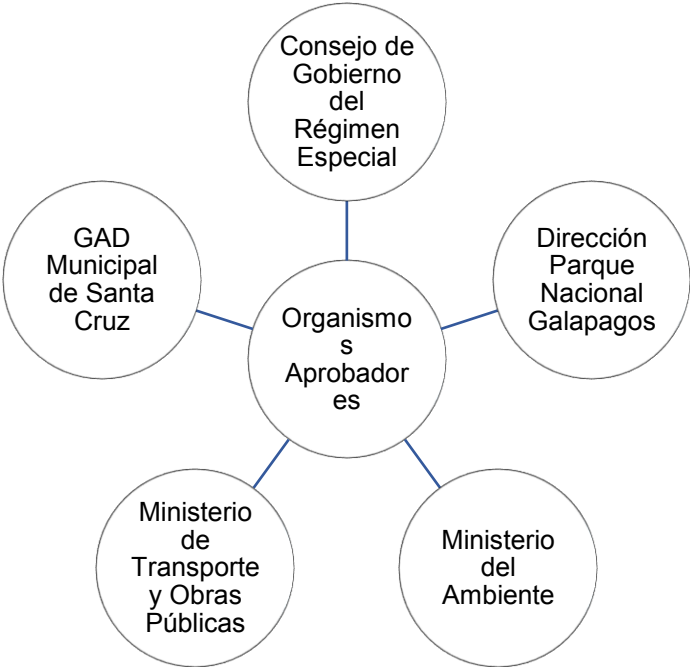 Consejo de
Gobierno
del
Régimen
Especial
GAD
Municipal
de Santa
Cruz
Dirección
Parque
Nacional
Galapagos
Organismo
s
Aprobador
es
Ministerio
de
Transporte
y Obras
Públicas
Ministerio
del
Ambiente